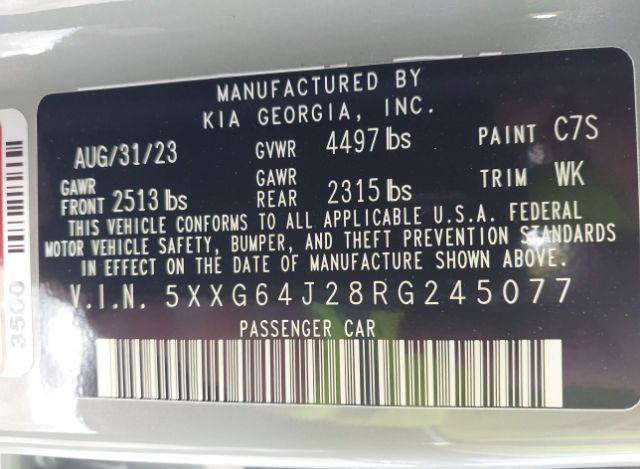 MANUFACTURED BY
KIA GEORGIA, INC.
AUG/31/23 GVWR 4497 lbs PAINT C7S
GAWR FRONT 2513 lbs GAWR REAR 2315 lbs TRIM WK
THIS VEHICLE CONFORMS TO ALL APPLICABLE U.S.A. FEDERAL
MOTOR VEHICLE SAFETY, BUMPER, AND THEFT PREVENTION STANDARDS
IN EFFECT ON THE DATE OF MANUFACTURE SHOWN ABOVE.
V.I.N. 5XXG64J28RG245077
PASSENGER CAR
3500